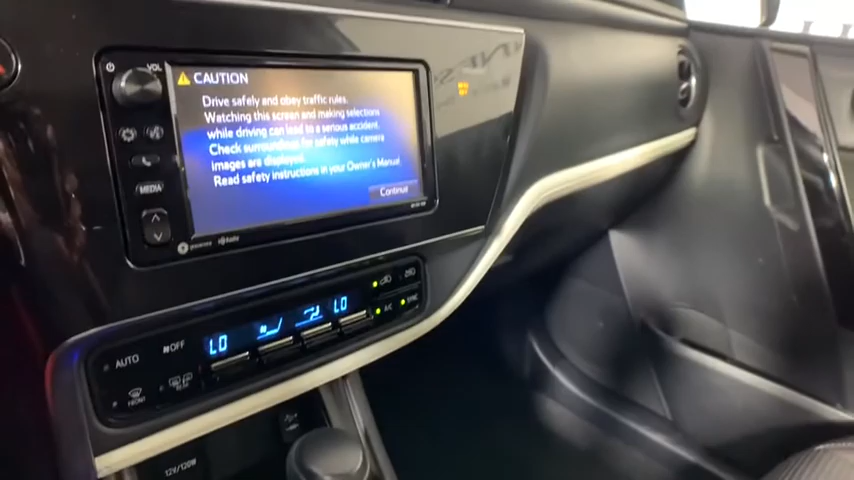 VOL
CAUTION
Drive safely and obey traffic rules.
Watching this screen and making selections
while driving can lead to a serious accident.
Check surroundings for safety while camera
images are displayed.
Read safety instructions in your Owner's Manual.
Continue
MEDIA
AUTO
OFF
LO
LO
A/C
SYNC
FRONT
REAR
12V/120W